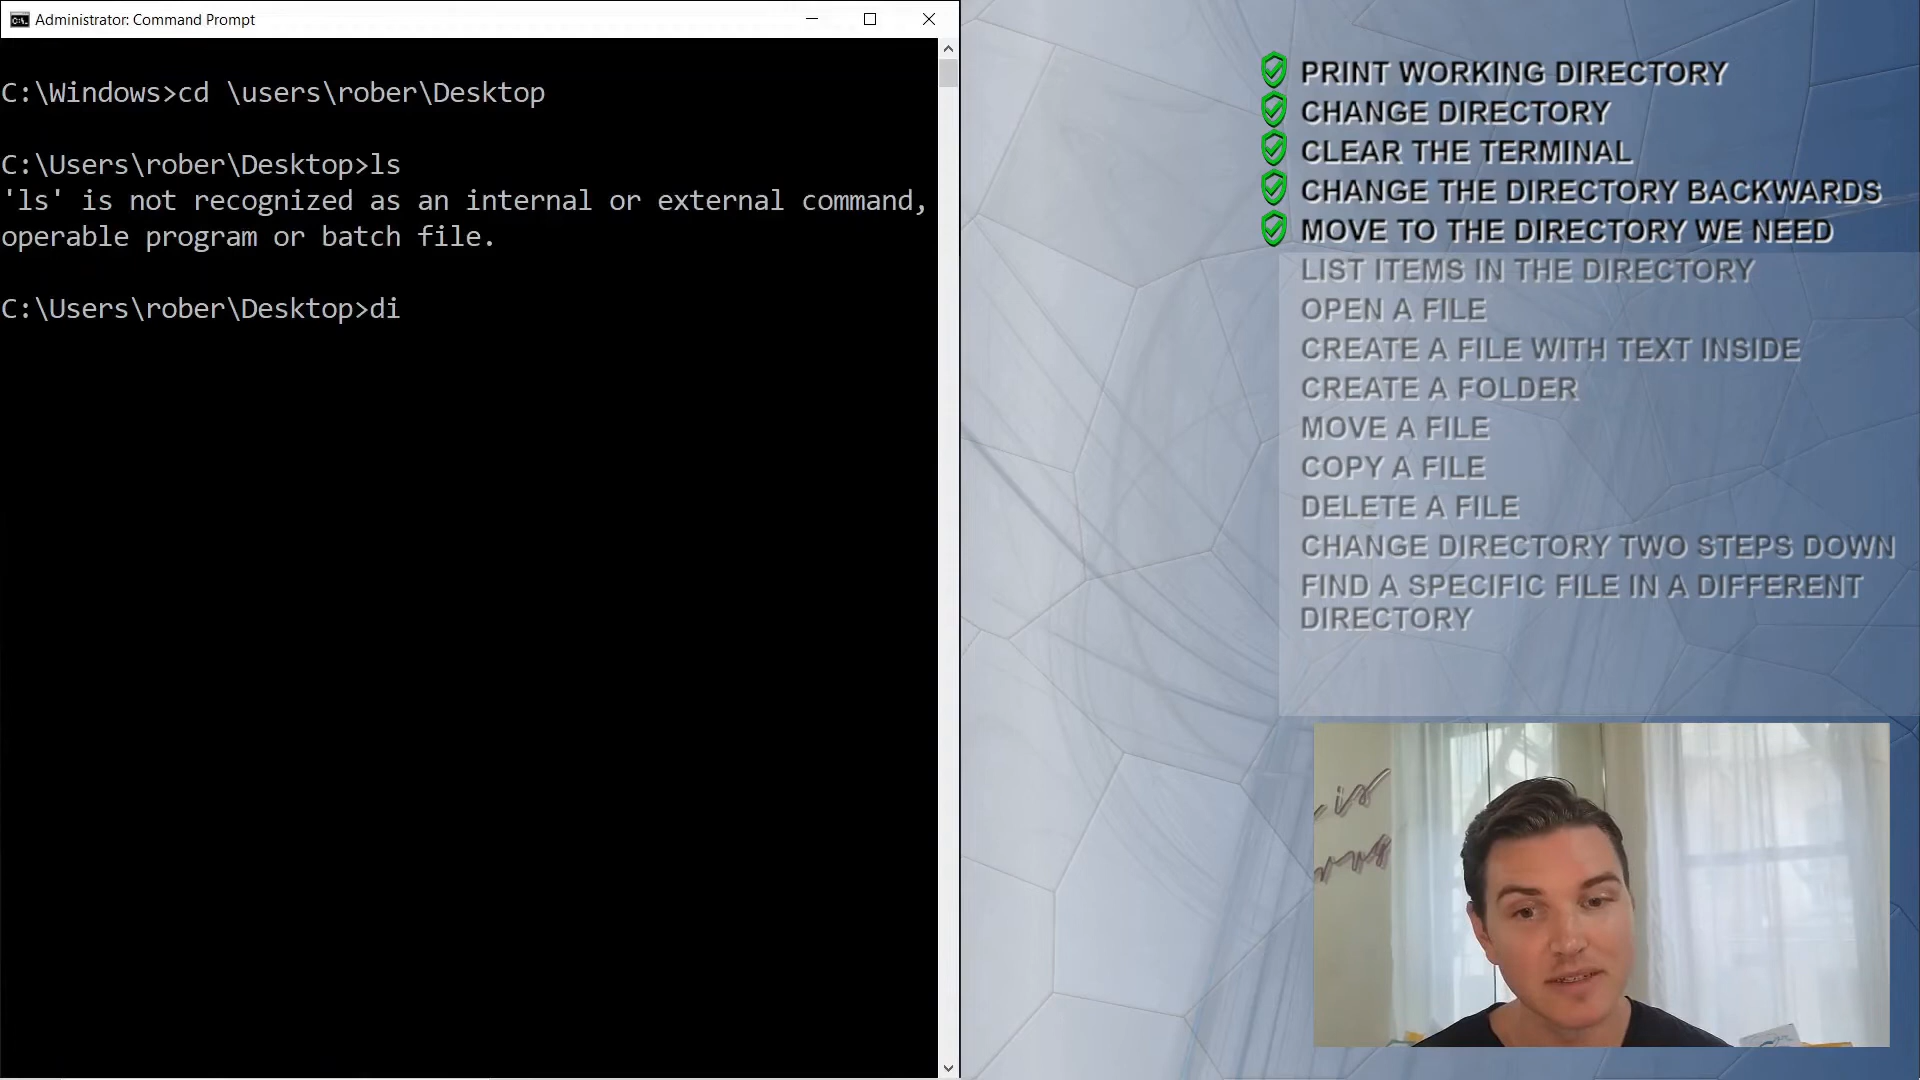 Administrator: Command Prompt
C:\Windows>cd \users\rober\Desktop
C:\Users\rober\Desktop>ls
'ls' is not recognized as an internal or external command,
operable program or batch file.
C:\Users\rober\Desktop>di
PRINT WORKING DIRECTORY
CHANGE DIRECTORY
CLEAR THE TERMINAL
CHANGE THE DIRECTORY BACKWARDS
MOVE TO THE DIRECTORY WE NEED
LIST ITEMS IN THE DIRECTORY
OPEN A FILE
CREATE A FILE WITH TEXT INSIDE
CREATE A FOLDER
MOVE A FILE
COPY A FILE
DELETE A FILE
CHANGE DIRECTORY TWO STEPS DOWN
FIND A SPECIFIC FILE IN A DIFFERENT
DIRECTORY
is